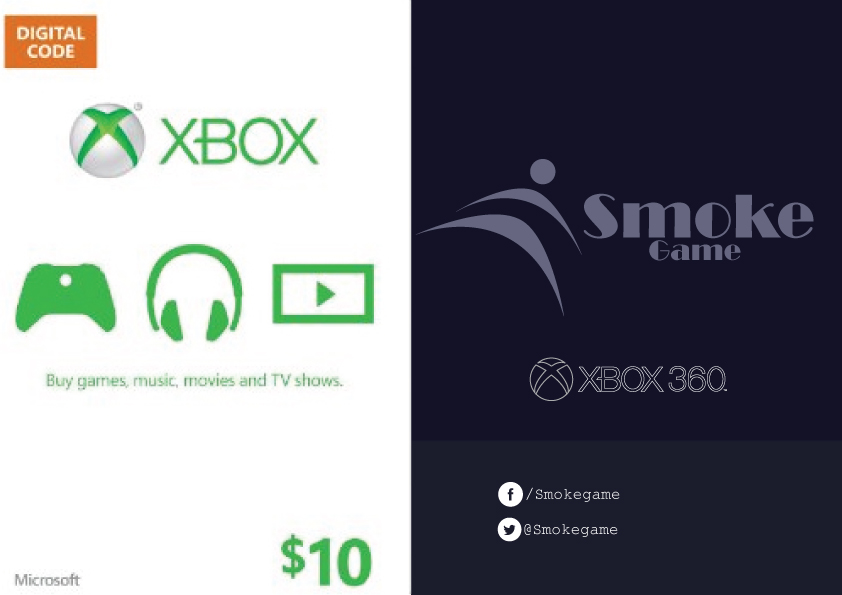 DIGITAL
CODE
XBOX
Buy games, music, movies and TV shows.
$10
Microsoft
Smoke
Game
XBOX 360
/Smokegame
@Smokegame